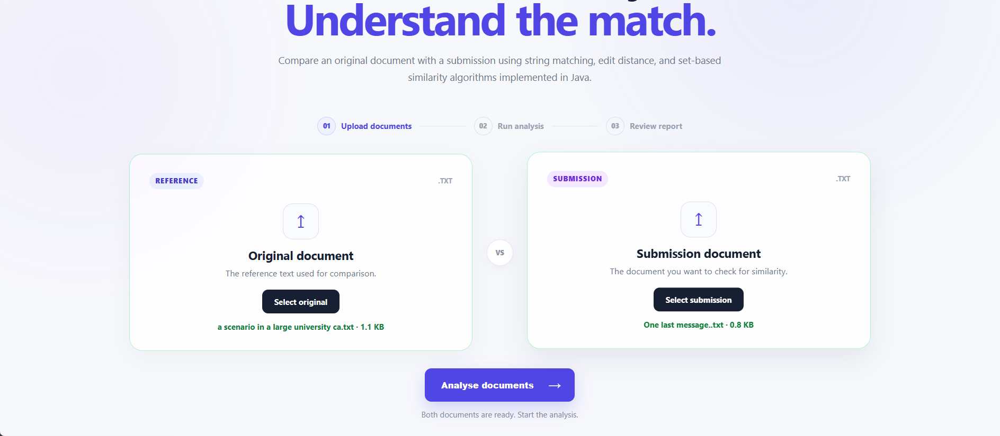 Understand the match.
Compare an original document with a submission using string matching, edit distance, and set-based
similarity algorithms implemented in Java.
01 Upload documents
02 Run analysis
03 Review report
REFERENCE
.TXT
↥
Original document
The reference text used for comparison.
Select original
a scenario in a large university ca.txt · 1.1 KB
VS
SUBMISSION
.TXT
↥
Submission document
The document you want to check for similarity.
Select submission
One last message..txt · 0.8 KB
Analyse documents →
Both documents are ready. Start the analysis.